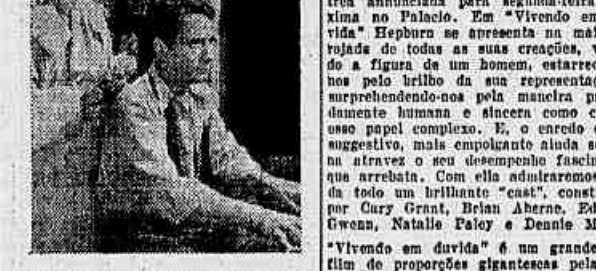 trea annunciada para segunda-feira
xima no Palacio. Em "Vivendo em
vida" Hepburn se apresenta na mai
rojada de todas as suas creações, v
do a figura de um homem, estarrec
nos pelo brilho da sua representaç
surprehendendo-nos pela maneira pr
damente humana e sincera como c
esse papel complexo. E, o enredo é
suggestivo, mais empolgante ainda se
na atravez o seu desempenho fascin
que arrebata. Com ella admiraremos
da todo um brilhante "cast", const
por Cary Grant, Brian Aherne, Ed
Gwenn, Natalie Paley e Dennie M
"Vivendo em duvida" é um grande
film de proporções gigantescas pela